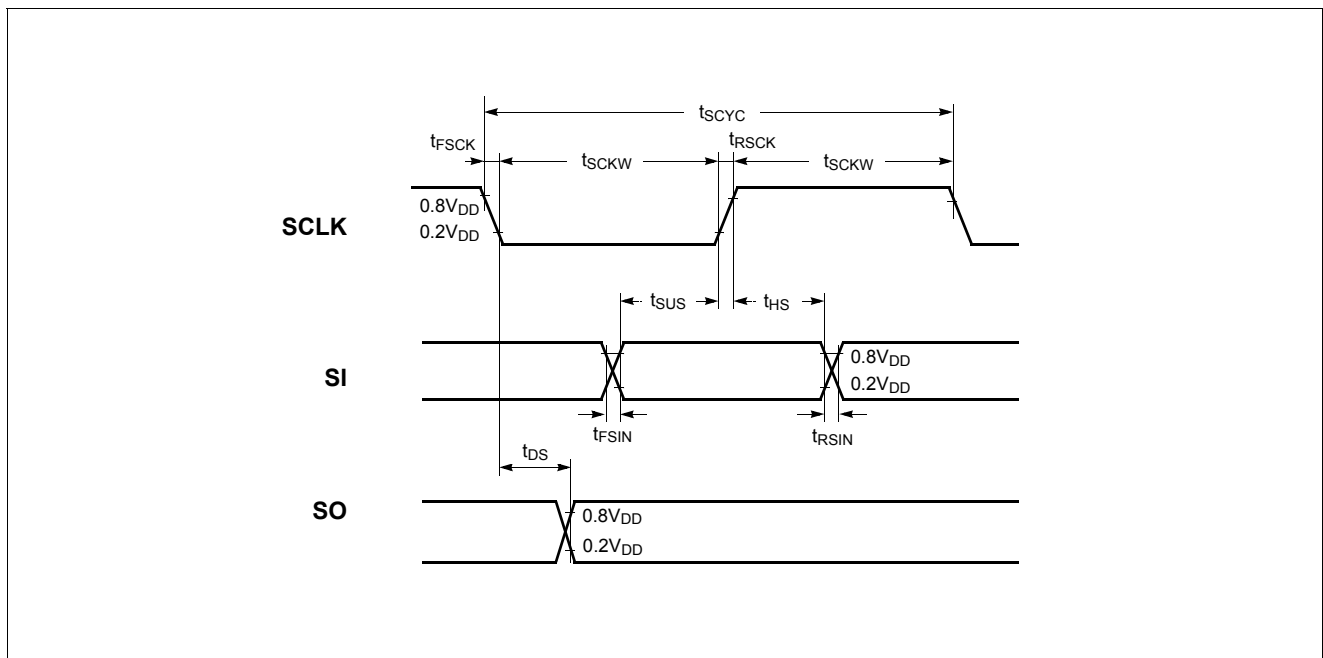 tSCYC
tFSCK
tRSCK
tSCKW
tSCKW
SCLK
0.8VDD
0.2VDD
tSUS
tHS
SI
0.8VDD
0.2VDD
tFSIN
tRSIN
tDS
SO
0.8VDD
0.2VDD